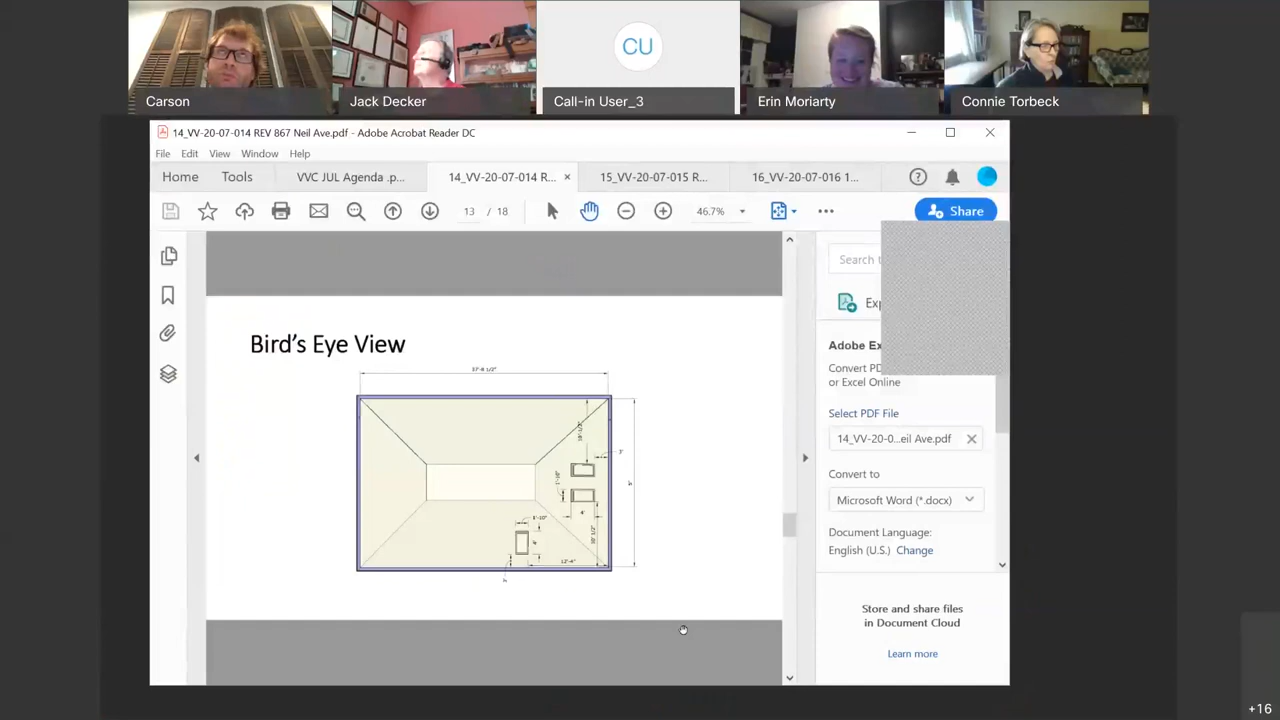 CU
Carson
Jack Decker
Call-in User_3
Erin Moriarty
Connie Torbeck
14_VV-20-07-014 REV 867 Neil Ave.pdf - Adobe Acrobat Reader DC
File Edit View Window Help
Home Tools VVC JUL Agenda .p... 14_VV-20-07-014 R... × 15_VV-20-07-015 R... 16_VV-20-07-016 1...
13 / 18 46.7% Share
Search t
Exp
Bird's Eye View
Adobe Ex
Convert PD
or Excel Online
Select PDF File
14_VV-20-0...eil Ave.pdf
Convert to
Microsoft Word (*.docx)
Document Language:
English (U.S.) Change
4'
12'-4"
Store and share files
in Document Cloud
Learn more
+16